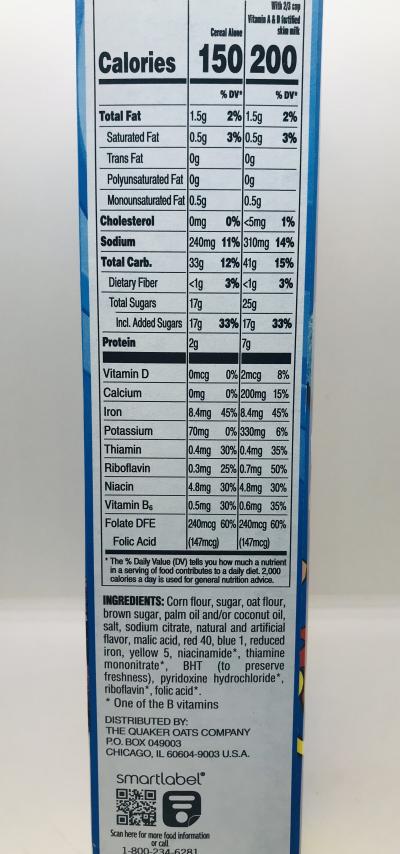 With 2/3 cup
Vitamin A & D fortified
Cereal Alone skim milk
Calories 150 200
% DV* % DV*
Total Fat 1.5g 2% 1.5g 2%
Saturated Fat 0.5g 3% 0.5g 3%
Trans Fat 0g 0g
Polyunsaturated Fat 0g 0g
Monounsaturated Fat 0.5g 0.5g
Cholesterol 0mg 0% <5mg 1%
Sodium 240mg 11% 310mg 14%
Total Carb. 33g 12% 41g 15%
Dietary Fiber <1g 3% <1g 3%
Total Sugars 17g 25g
Incl. Added Sugars 17g 33% 17g 33%
Protein 2g 7g
Vitamin D 0mcg 0% 2mcg 8%
Calcium 0mg 0% 200mg 15%
Iron 8.4mg 45% 8.4mg 45%
Potassium 70mg 0% 330mg 6%
Thiamin 0.4mg 30% 0.4mg 35%
Riboflavin 0.3mg 25% 0.7mg 50%
Niacin 4.8mg 30% 4.8mg 30%
Vitamin B₆ 0.5mg 30% 0.6mg 35%
Folate DFE 240mcg 60% 240mcg 60%
Folic Acid (147mcg) (147mcg)
* The % Daily Value (DV) tells you how much a nutrient
in a serving of food contributes to a daily diet. 2,000
calories a day is used for general nutrition advice.
INGREDIENTS: Corn flour, sugar, oat flour,
brown sugar, palm oil and/or coconut oil,
salt, sodium citrate, natural and artificial
flavor, malic acid, red 40, blue 1, reduced
iron, yellow 5, niacinamide*, thiamine
mononitrate*, BHT (to preserve
freshness), pyridoxine hydrochloride*,
riboflavin*, folic acid*.
* One of the B vitamins
DISTRIBUTED BY:
THE QUAKER OATS COMPANY
P.O. BOX 049003
CHICAGO, IL 60604-9003 U.S.A.
smartlabel®
Scan here for more food information
or call
1-800-234-6281